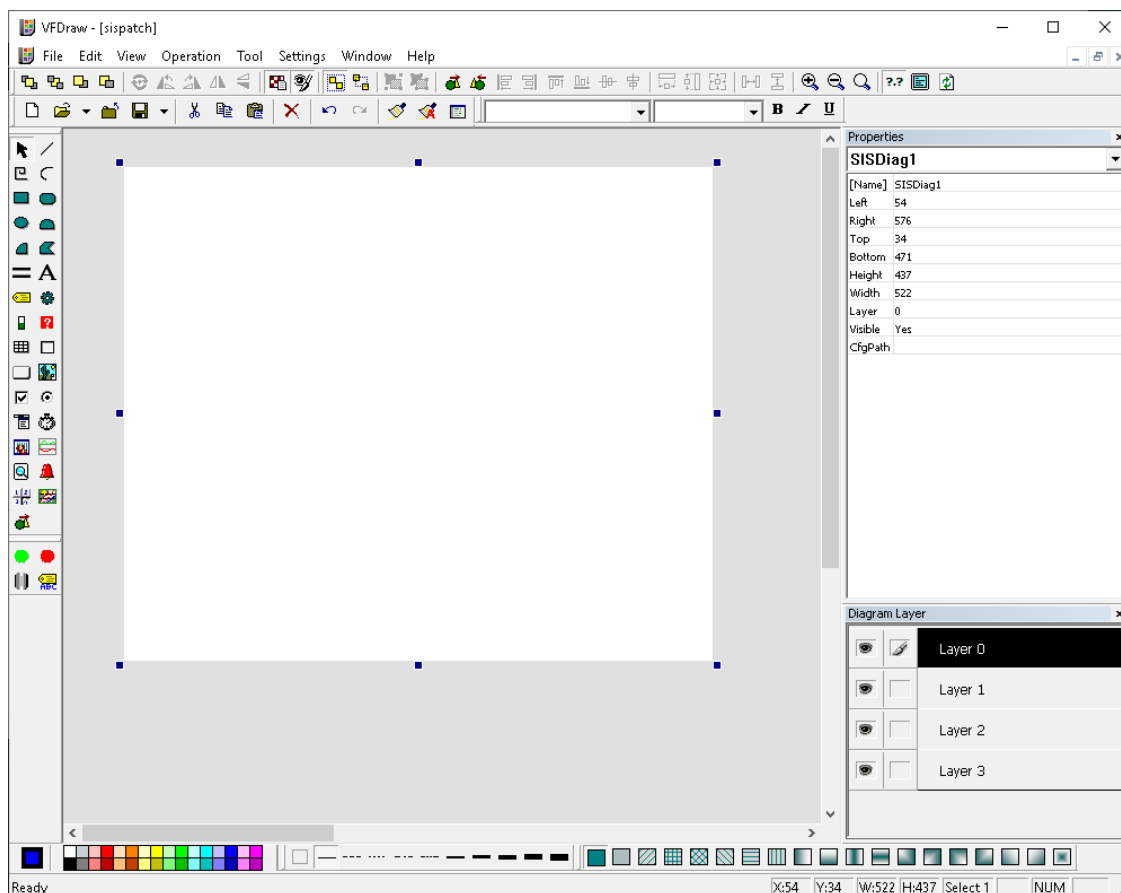 VFDraw - [sispatch]
File Edit View Operation Tool Settings Window Help
?.?
B I U
Properties
SISDiag1
[Name] SISDiag1
Left 54
Right 576
Top 34
Bottom 471
Height 437
Width 522
Layer 0
Visible Yes
CfgPath
A
?
ABC
Diagram Layer
Layer 0
Layer 1
Layer 2
Layer 3
Ready X:54 Y:34 W:522 H:437 Select 1 NUM